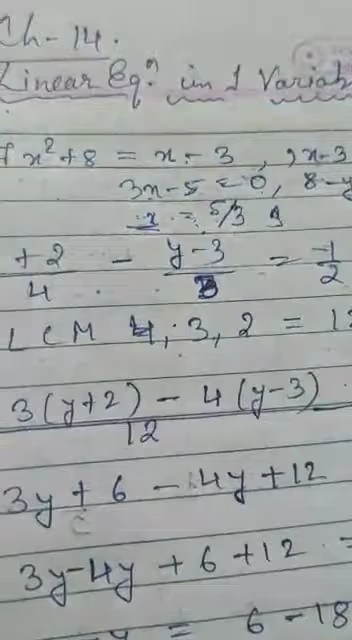 Ch-14.
Linear Eqn in 1 Variab
x² + 8 = x - 3 , x-3
3x-5 = 0, 8-y
x = 5/3
+2/4 - y-3/3 = -1/2
LCM 4, 3, 2 = 12
3(y+2) - 4(y-3)/12
3y + 6 - 4y + 12
3y-4y + 6 + 12 =
y = 6-18